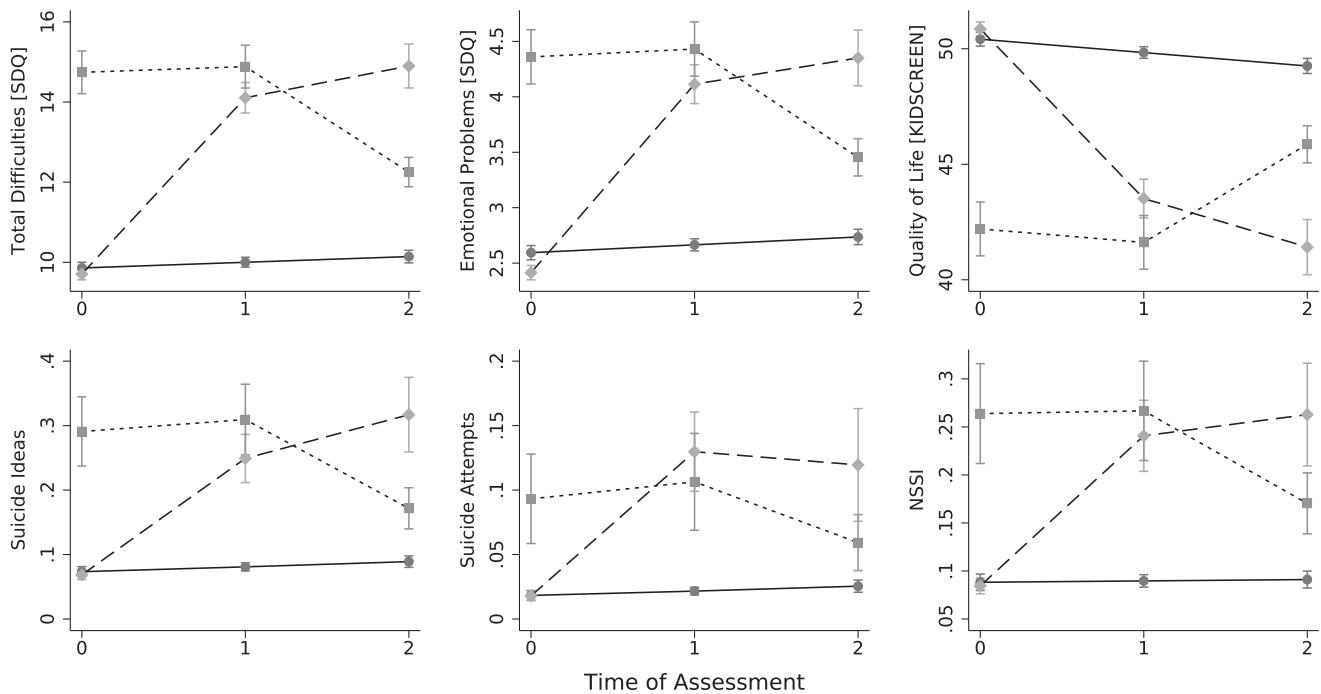 Total Difficulties [SDQ]
16
14
12
10
0 1 2
Emotional Problems [SDQ]
4.5
4
3.5
3
2.5
0 1 2
Quality of Life [KIDSCREEN]
50
45
40
0 1 2
Suicide Ideas
.4
.3
.2
.1
0
0 1 2
Suicide Attempts
.2
.15
.1
.05
0
0 1 2
NSSI
.3
.25
.2
.15
.1
.05
0 1 2
Time of Assessment